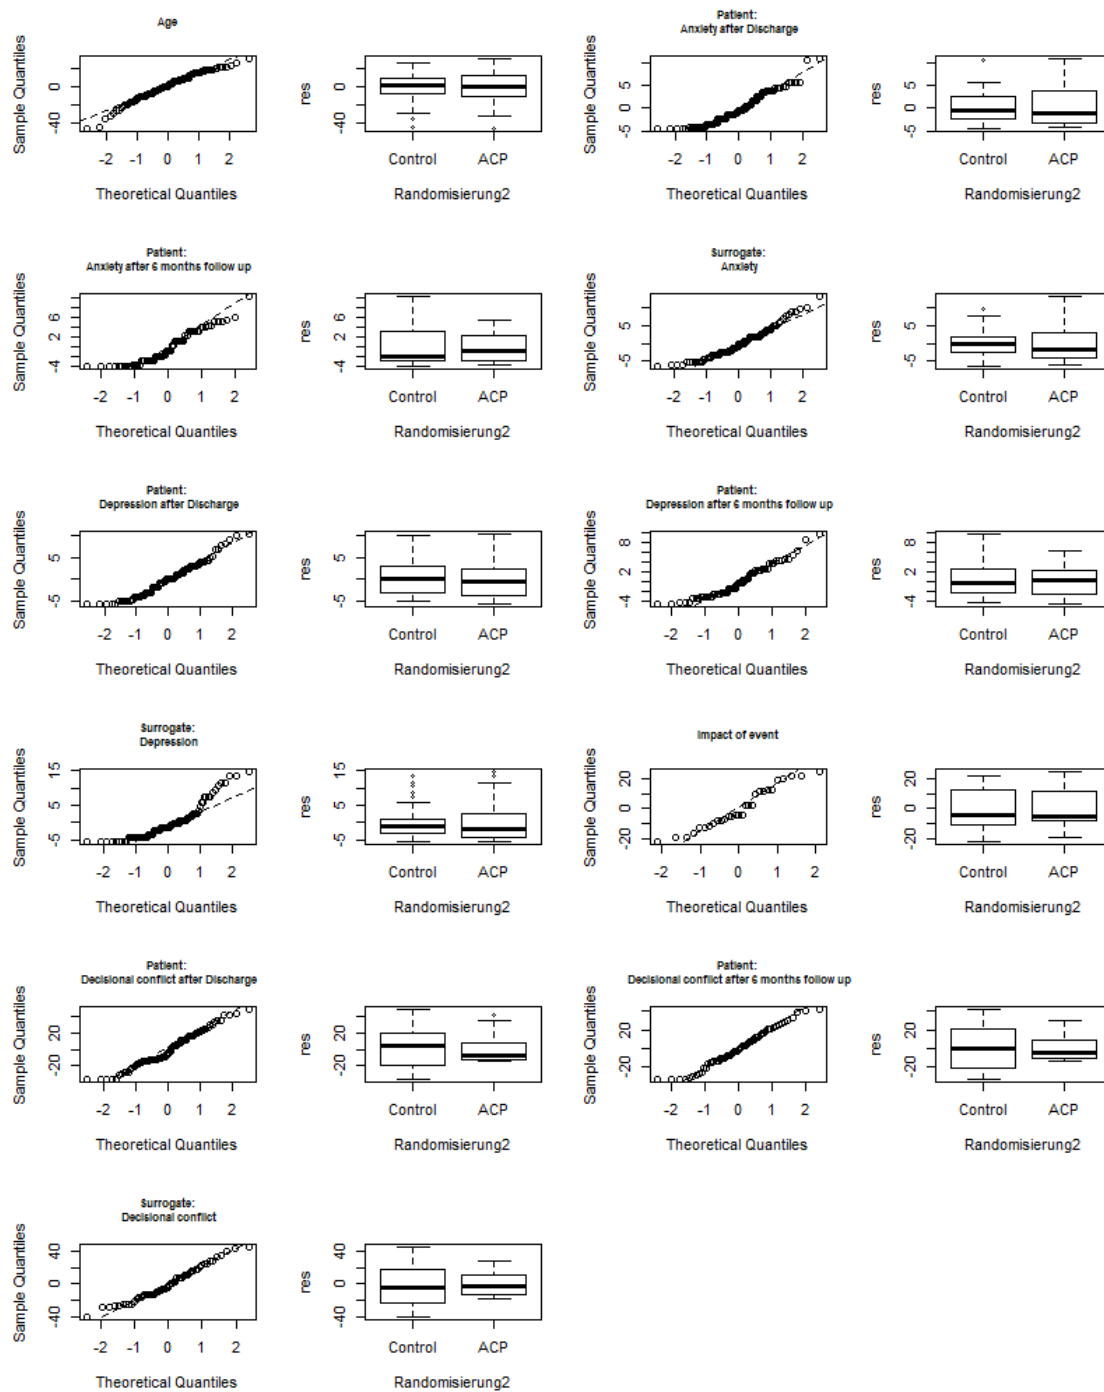 Age
Sample Quantiles
0
-40
-2 -1 0 1 2
Theoretical Quantiles
res
0
-40
Control ACP
Randomisierung2
Patient:
Anxiety after Discharge
Sample Quantiles
5
0
-5
-2 -1 0 1 2
Theoretical Quantiles
res
5
0
-5
Control ACP
Randomisierung2
Patient:
Anxiety after 6 months follow up
Sample Quantiles
6
2
-4
-2 -1 0 1 2
Theoretical Quantiles
res
6
2
-4
Control ACP
Randomisierung2
Surrogate:
Anxiety
Sample Quantiles
5
-5
-2 -1 0 1 2
Theoretical Quantiles
res
5
-5
Control ACP
Randomisierung2
Patient:
Depression after Discharge
Sample Quantiles
5
-5
-2 -1 0 1 2
Theoretical Quantiles
res
5
-5
Control ACP
Randomisierung2
Patient:
Depression after 6 months follow up
Sample Quantiles
8
2
-4
-2 -1 0 1 2
Theoretical Quantiles
res
8
2
-4
Control ACP
Randomisierung2
Surrogate:
Depression
Sample Quantiles
15
5
-5
-2 -1 0 1 2
Theoretical Quantiles
res
15
5
-5
Control ACP
Randomisierung2
Impact of event
Sample Quantiles
20
0
-20
-2 -1 0 1 2
Theoretical Quantiles
res
20
0
-20
Control ACP
Randomisierung2
Patient:
Decisional conflict after Discharge
Sample Quantiles
20
-20
-2 -1 0 1 2
Theoretical Quantiles
res
20
-20
Control ACP
Randomisierung2
Patient:
Decisional conflict after 6 months follow up
Sample Quantiles
20
-20
-2 -1 0 1 2
Theoretical Quantiles
res
20
-20
Control ACP
Randomisierung2
Surrogate:
Decisional conflict
Sample Quantiles
40
0
-40
-2 -1 0 1 2
Theoretical Quantiles
res
40
0
-40
Control ACP
Randomisierung2